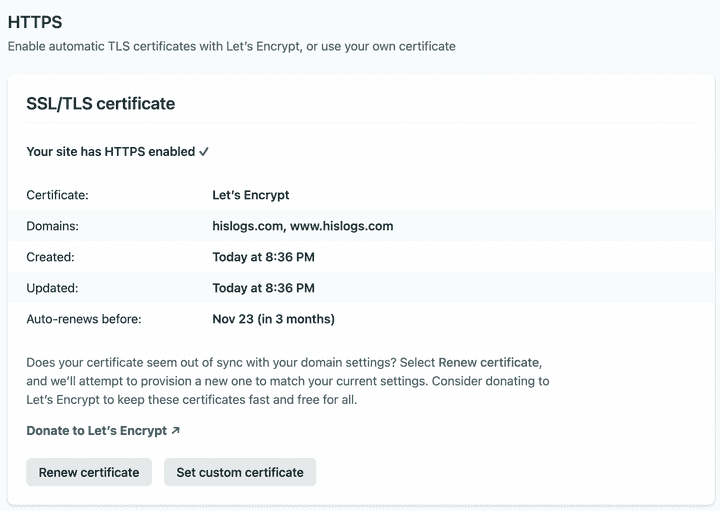 HTTPS
Enable automatic TLS certificates with Let’s Encrypt, or use your own certificate
SSL/TLS certificate
Your site has HTTPS enabled ✓
Certificate: Let’s Encrypt
Domains: hislogs.com, www.hislogs.com
Created: Today at 8:36 PM
Updated: Today at 8:36 PM
Auto-renews before: Nov 23 (in 3 months)
Does your certificate seem out of sync with your domain settings? Select Renew certificate,
and we’ll attempt to provision a new one to match your current settings. Consider donating to
Let’s Encrypt to keep these certificates fast and free for all.
Donate to Let’s Encrypt ↗
Renew certificate Set custom certificate